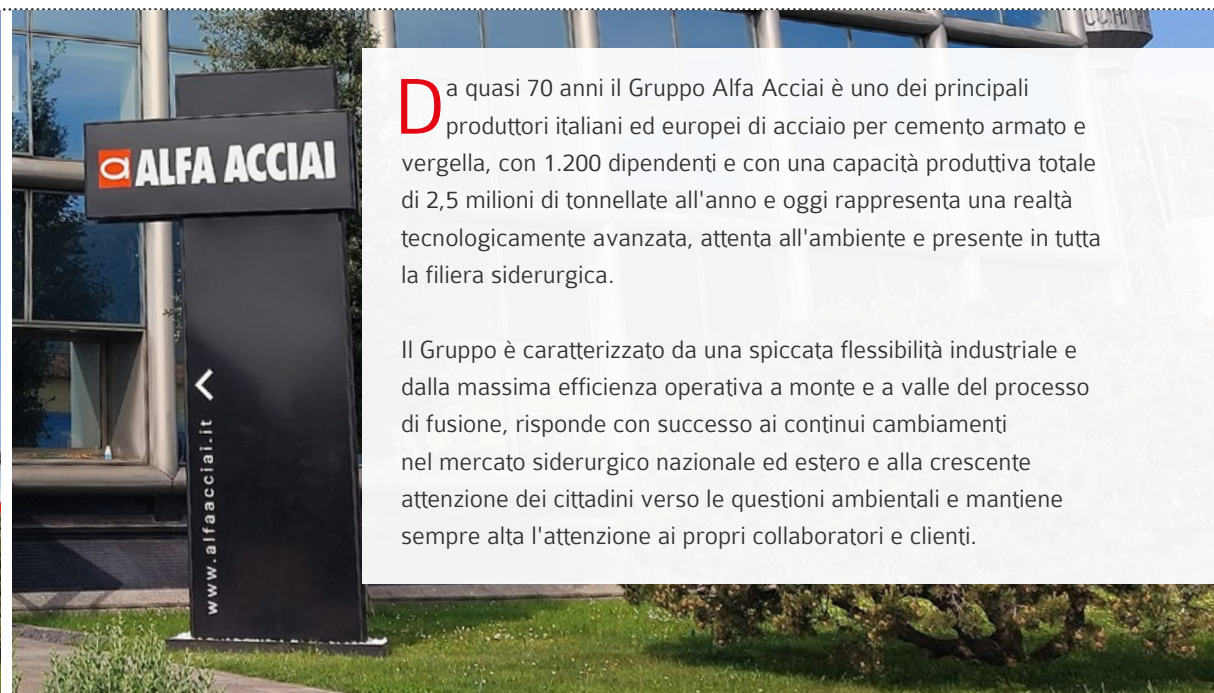 ALFA ACCIAI
www.alfaacciai.it
Da quasi 70 anni il Gruppo Alfa Acciai è uno dei principali
produttori italiani ed europei di acciaio per cemento armato e
vergella, con 1.200 dipendenti e con una capacità produttiva totale
di 2,5 milioni di tonnellate all'anno e oggi rappresenta una realtà
tecnologicamente avanzata, attenta all'ambiente e presente in tutta
la filiera siderurgica.
Il Gruppo è caratterizzato da una spiccata flessibilità industriale e
dalla massima efficienza operativa a monte e a valle del processo
di fusione, risponde con successo ai continui cambiamenti
nel mercato siderurgico nazionale ed estero e alla crescente
attenzione dei cittadini verso le questioni ambientali e mantiene
sempre alta l'attenzione ai propri collaboratori e clienti.